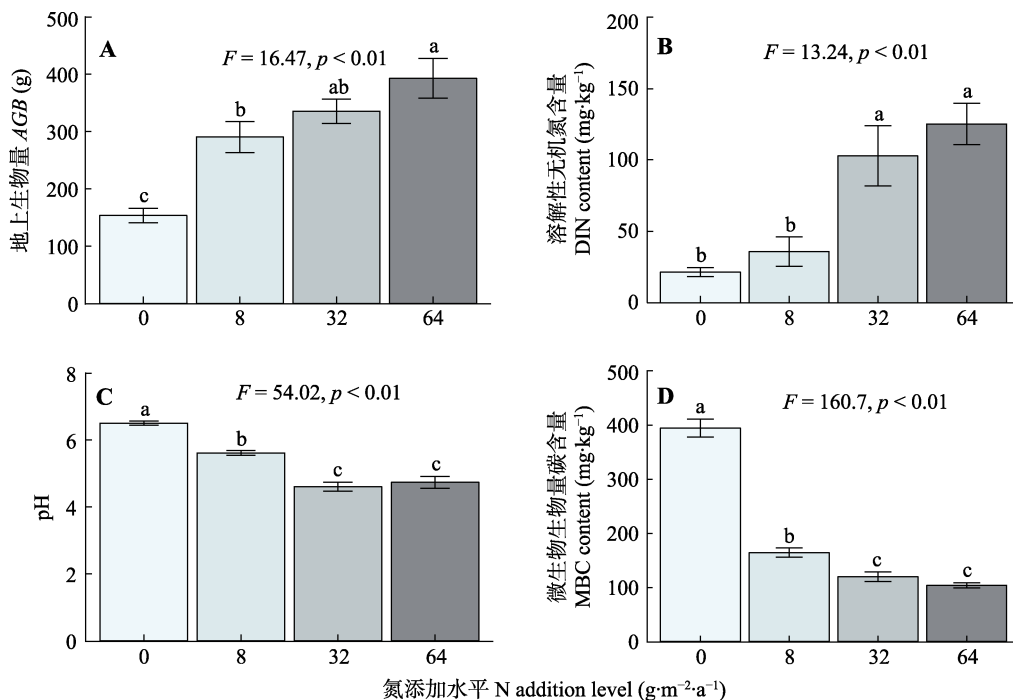 A
F = 16.47, p < 0.01
地上生物量 AGB (g)
500
400
300
200
100
0
c
b
ab
a
0 8 32 64
B
F = 13.24, p < 0.01
溶解性无机氮含量
DIN content (mg·kg⁻¹)
200
150
100
50
0
b
b
a
a
0 8 32 64
C
F = 54.02, p < 0.01
pH
8
6
4
2
0
a
b
c
c
0 8 32 64
D
F = 160.7, p < 0.01
微生物生物量碳含量
MBC content (mg·kg⁻¹)
500
400
300
200
100
0
a
b
c
c
0 8 32 64
氮添加水平 N addition level (g·m⁻²·a⁻¹)